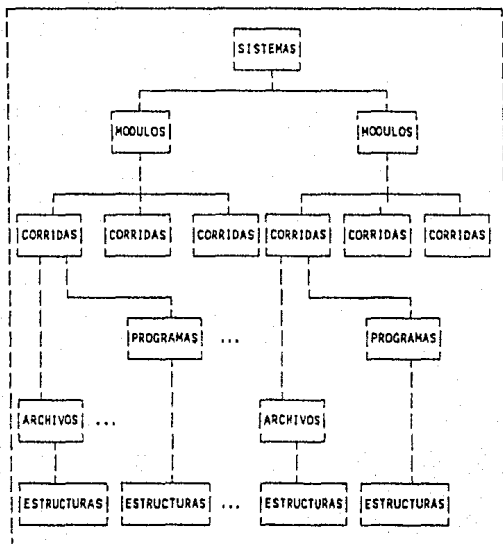 SISTEMAS
MODULOS MODULOS
CORRIDAS CORRIDAS CORRIDAS CORRIDAS CORRIDAS CORRIDAS
PROGRAMAS ... PROGRAMAS
ARCHIVOS ... ARCHIVOS
ESTRUCTURAS ESTRUCTURAS ... ESTRUCTURAS ESTRUCTURAS